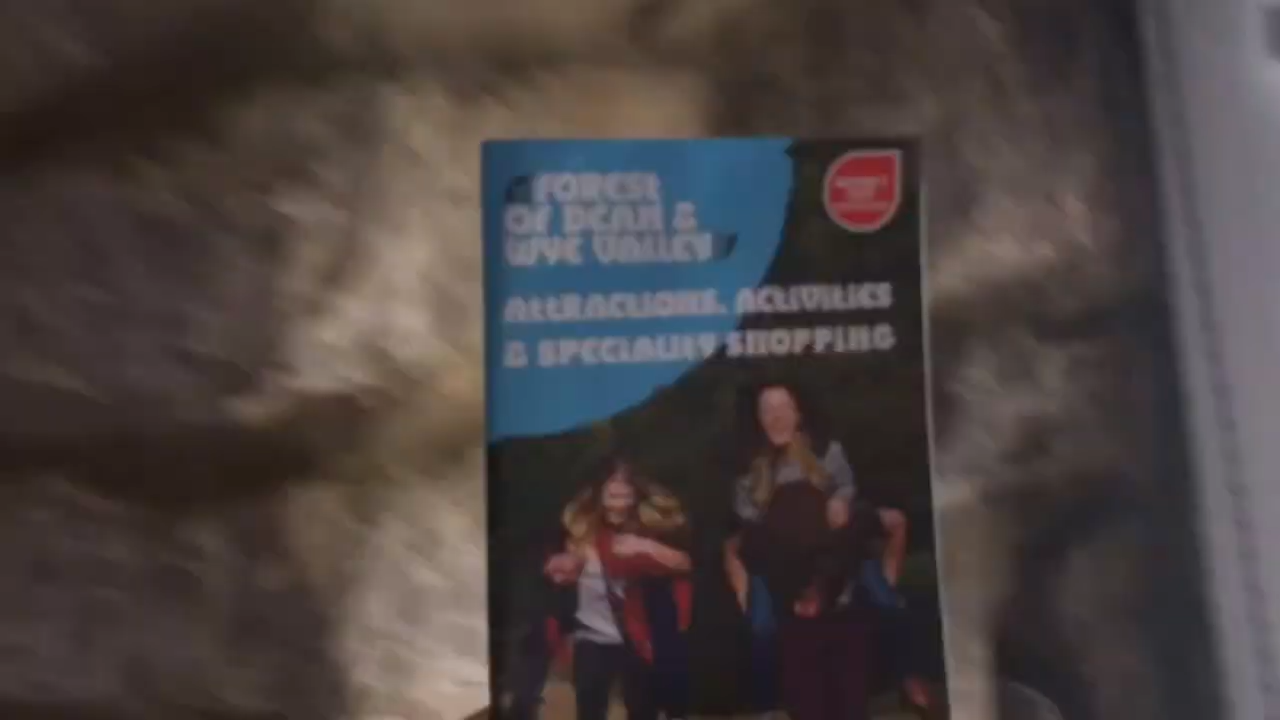 FOREST
OF DEAN &
WYE VALLEY
ATTRACTIONS, ACTIVITIES
& SPECIALITY SHOPPING